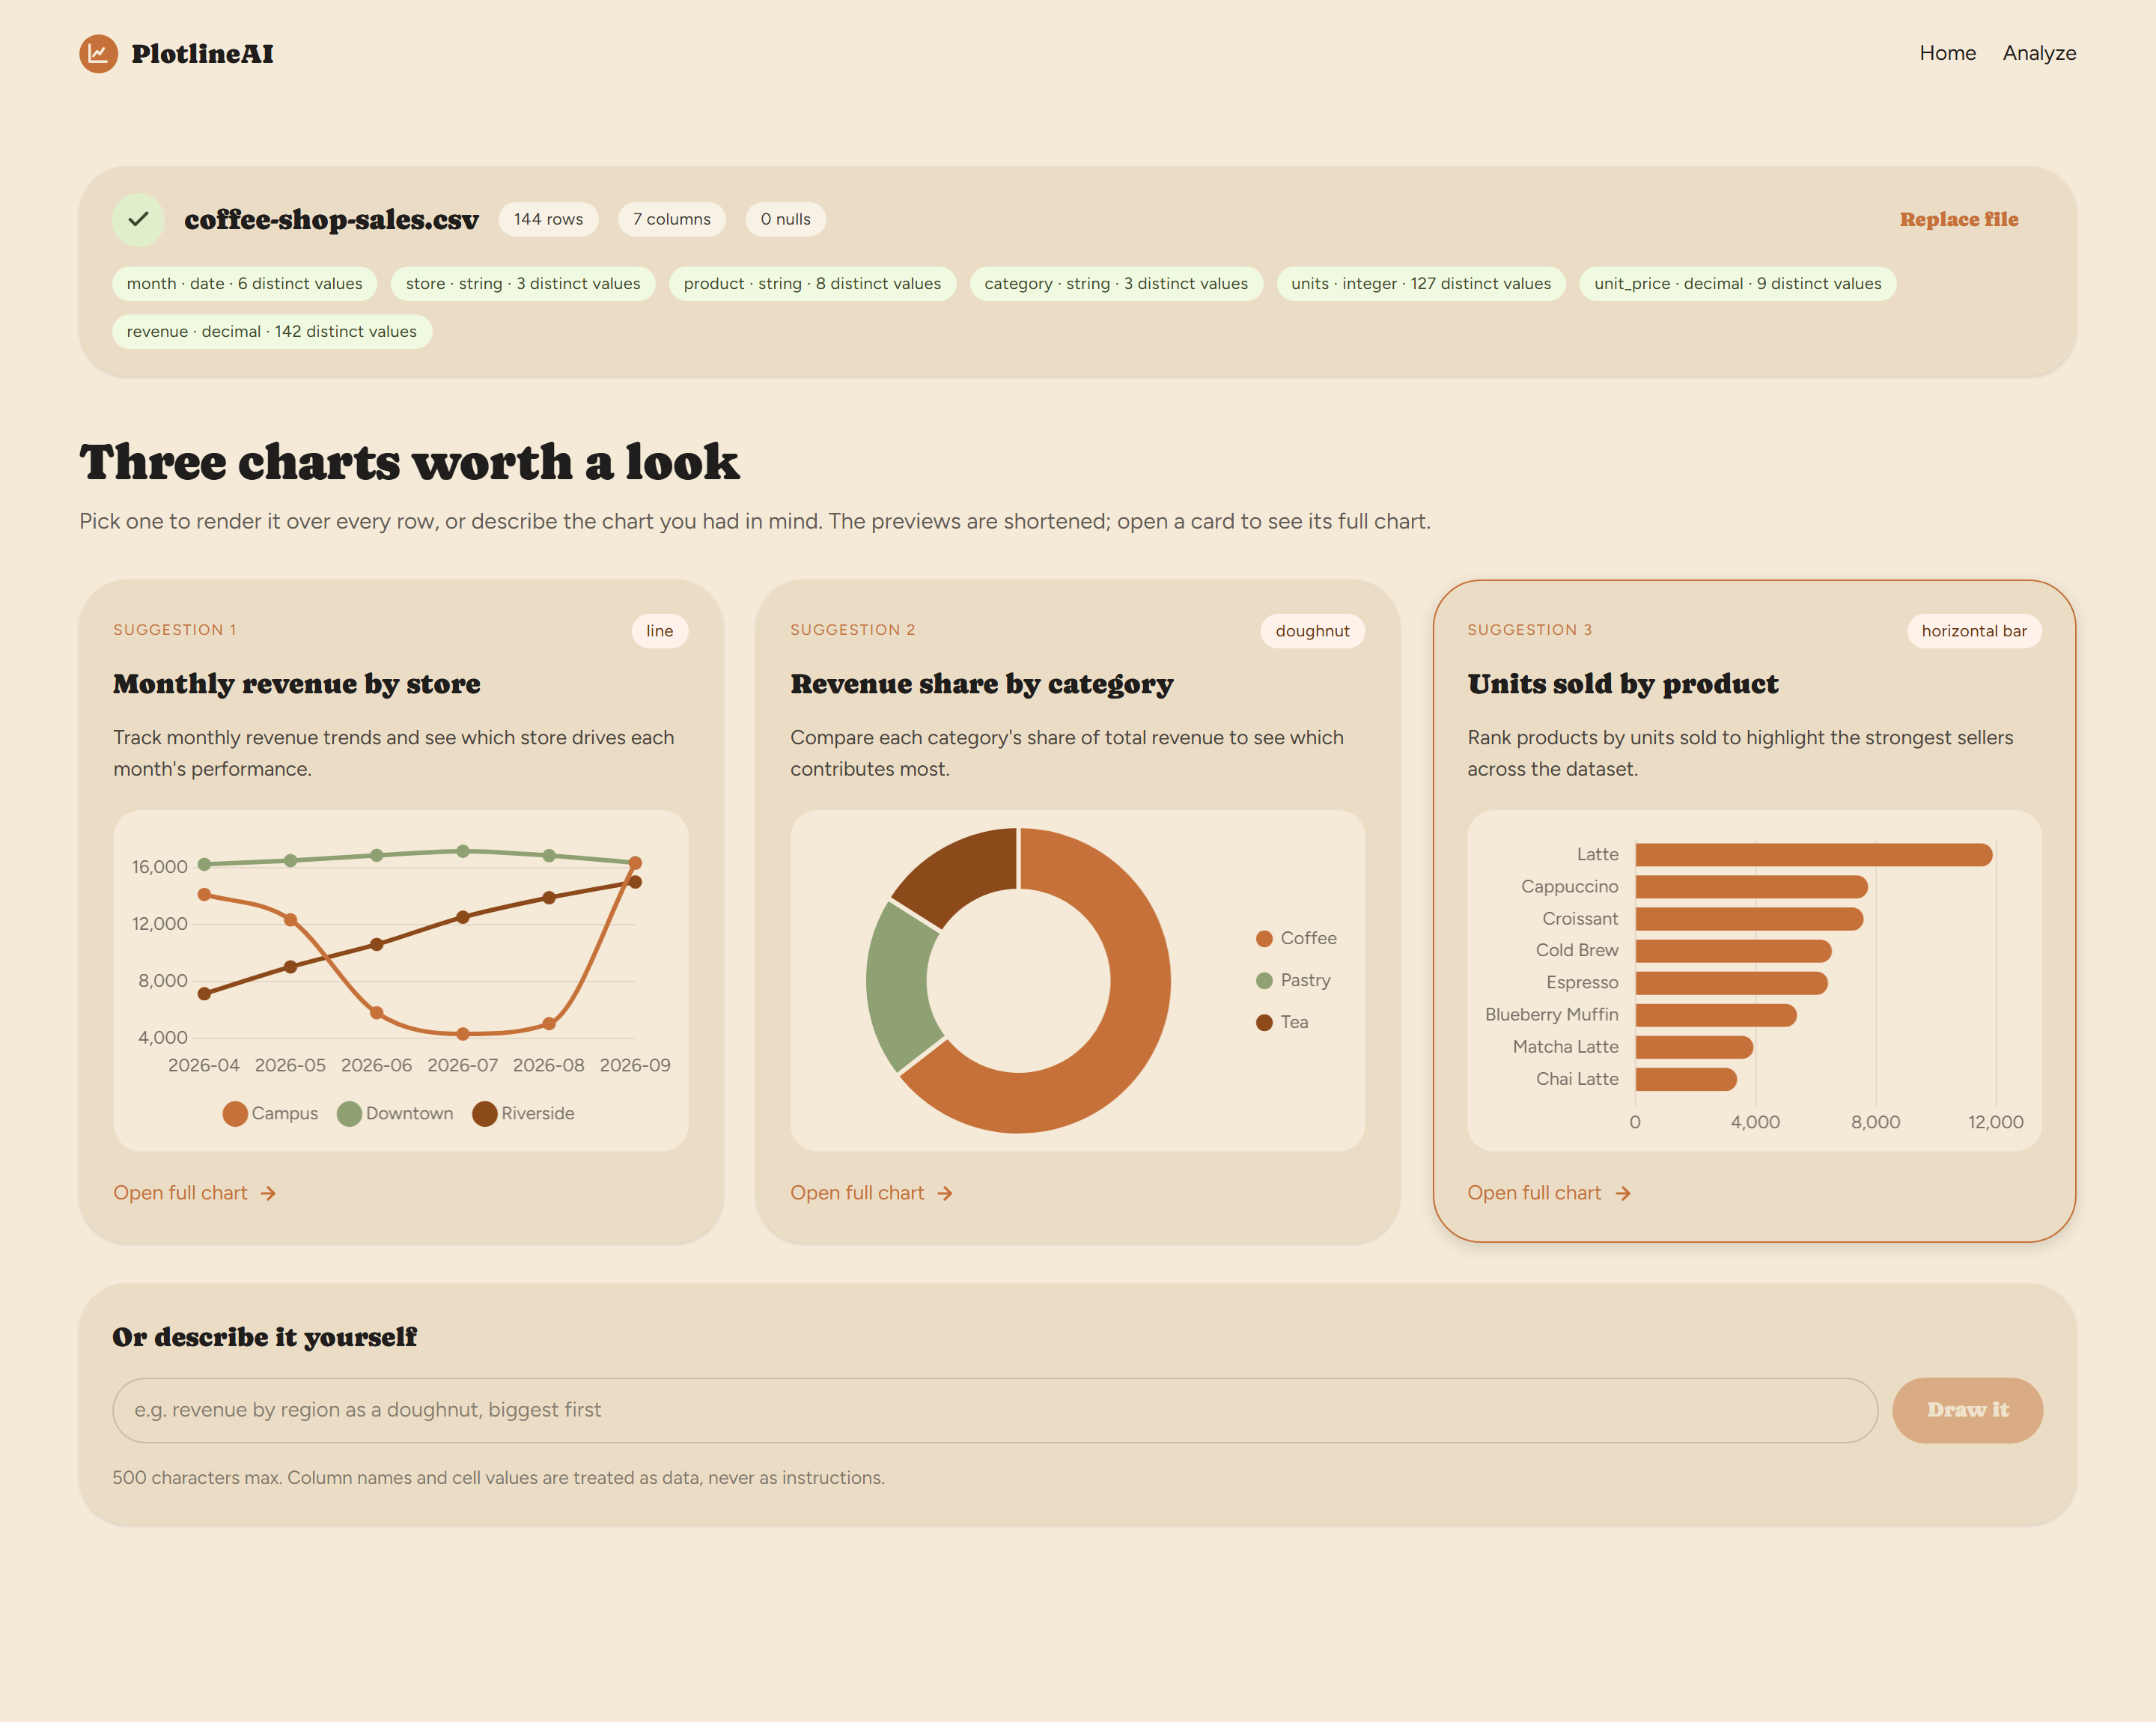 PlotlineAI
Home
Analyze
coffee-shop-sales.csv
144 rows
7 columns
0 nulls
Replace file
month · date · 6 distinct values
store · string · 3 distinct values
product · string · 8 distinct values
category · string · 3 distinct values
units · integer · 127 distinct values
unit_price · decimal · 9 distinct values
revenue · decimal · 142 distinct values
Three charts worth a look
Pick one to render it over every row, or describe the chart you had in mind. The previews are shortened; open a card to see its full chart.
SUGGESTION 1
line
Monthly revenue by store
Track monthly revenue trends and see which store drives each
month's performance.
16,000
12,000
8,000
4,000
2026-04
2026-05
2026-06
2026-07
2026-08
2026-09
Campus
Downtown
Riverside
Open full chart →
SUGGESTION 2
doughnut
Revenue share by category
Compare each category's share of total revenue to see which
contributes most.
Coffee
Pastry
Tea
Open full chart →
SUGGESTION 3
horizontal bar
Units sold by product
Rank products by units sold to highlight the strongest sellers
across the dataset.
Latte
Cappuccino
Croissant
Cold Brew
Espresso
Blueberry Muffin
Matcha Latte
Chai Latte
0
4,000
8,000
12,000
Open full chart →
Or describe it yourself
e.g. revenue by region as a doughnut, biggest first
Draw it
500 characters max. Column names and cell values are treated as data, never as instructions.